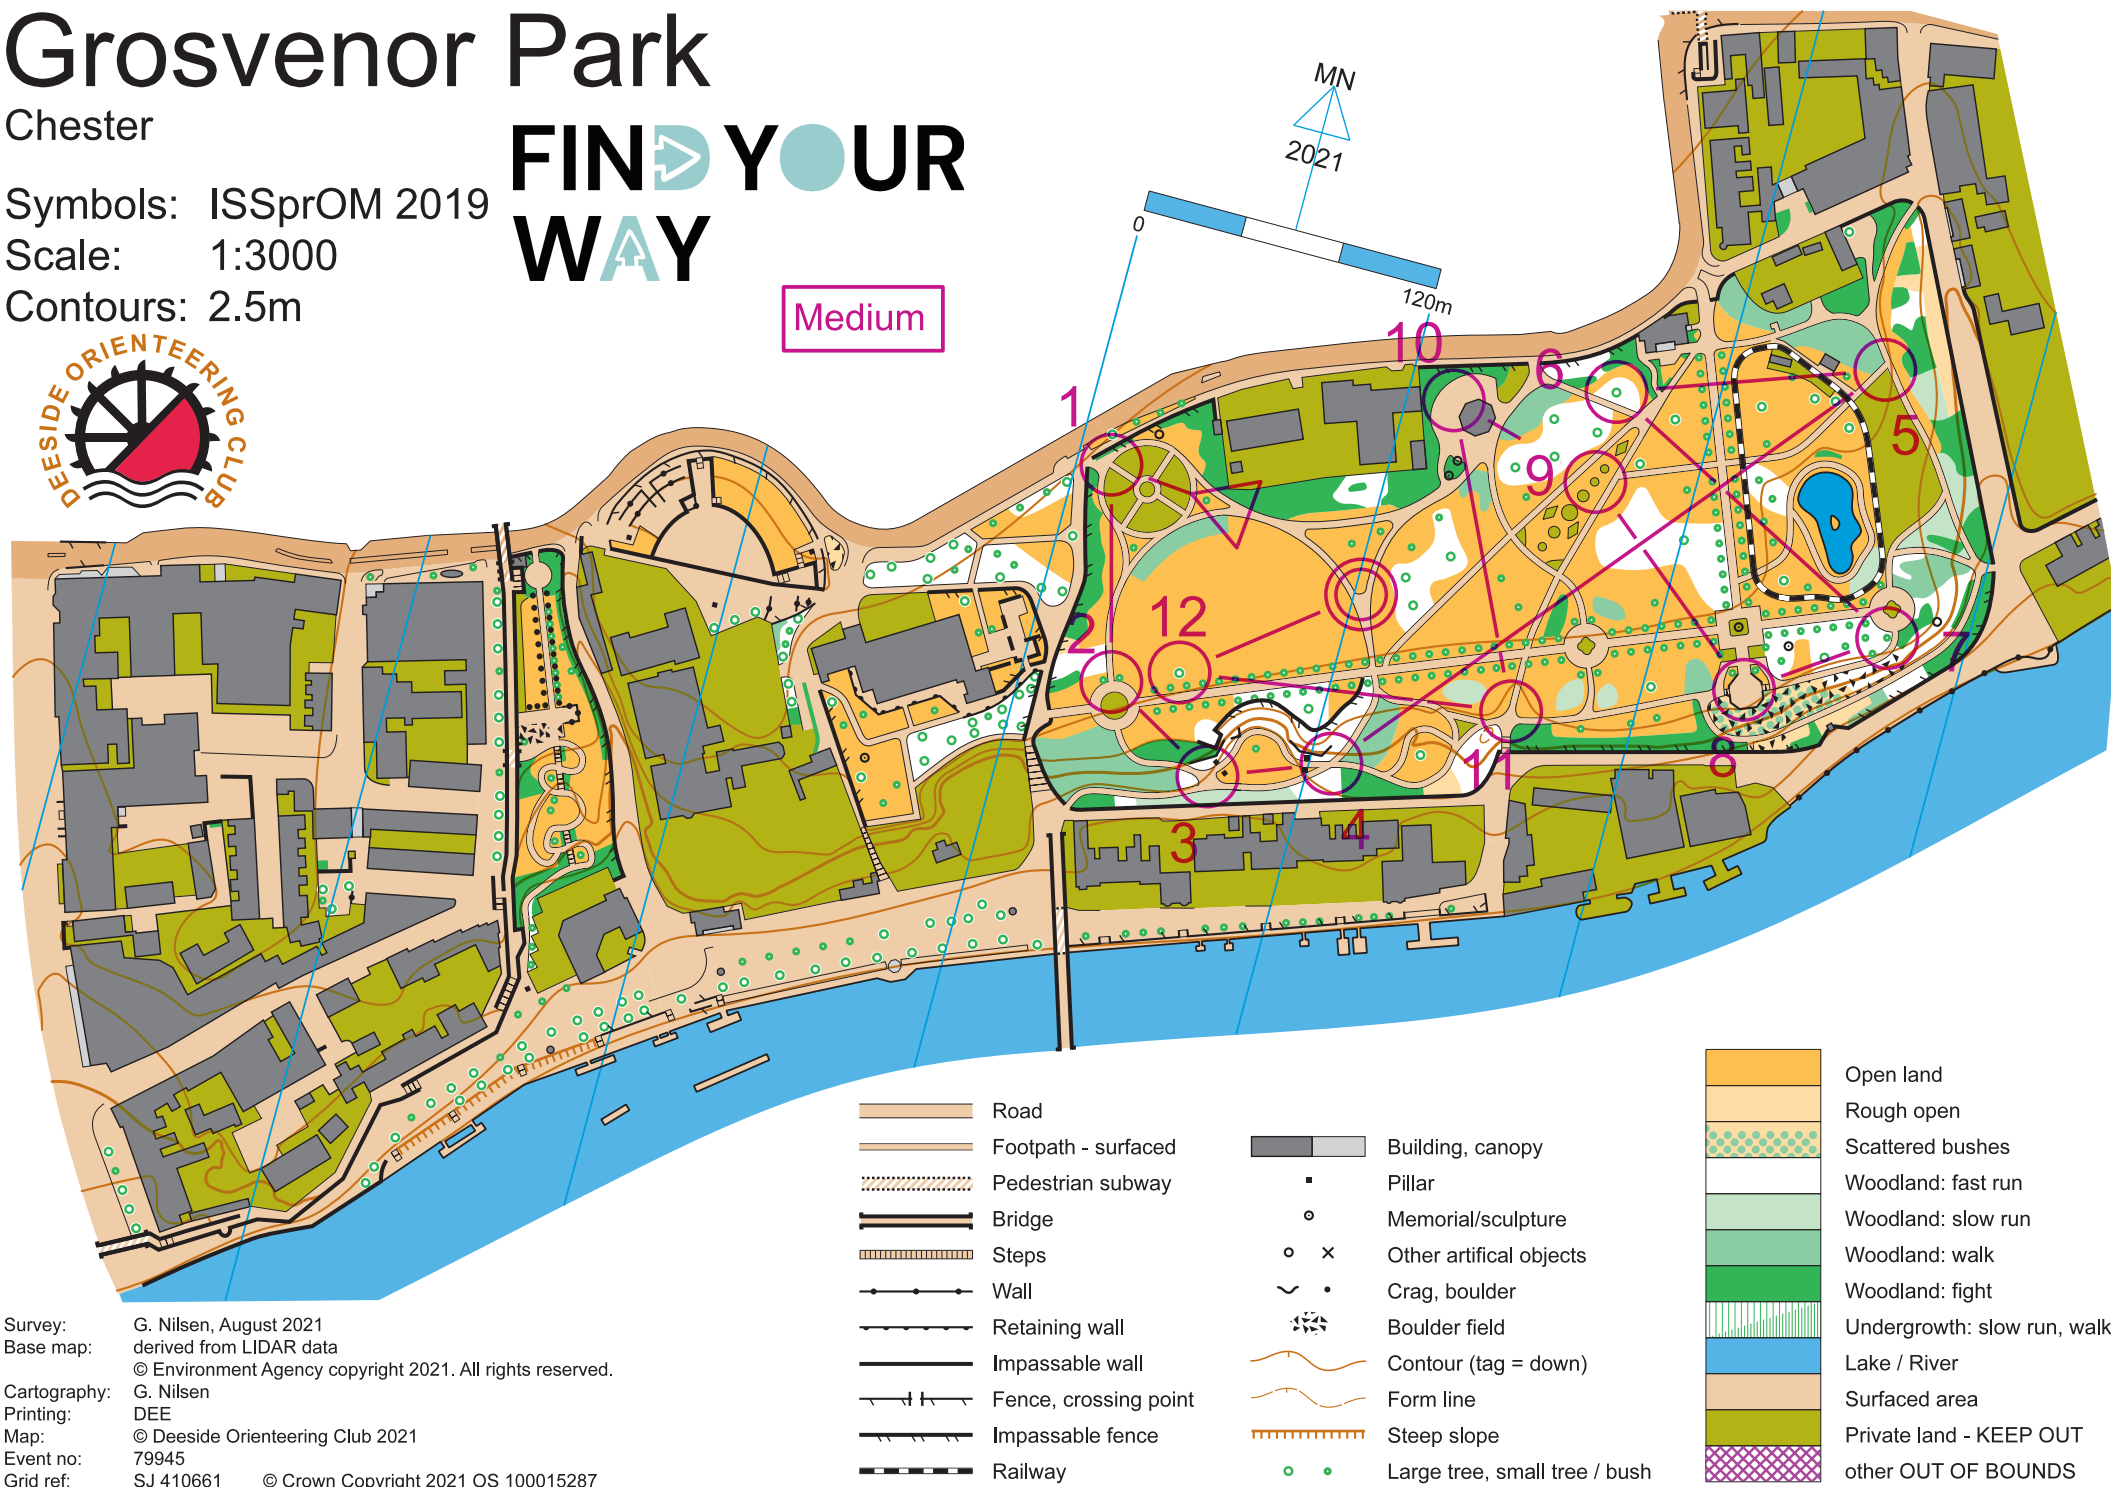 Grosvenor Park
Chester
Symbols: ISSprOM 2019
Scale: 1:3000
Contours: 2.5m
FIND YOUR
WAY
Medium
DEESIDE ORIENTEERING CLUB
MN
2021
0
120m
1
2
3
4
5
6
7
8
9
10
11
12
Road
Footpath - surfaced
Pedestrian subway
Bridge
Steps
Wall
Retaining wall
Impassable wall
Fence, crossing point
Impassable fence
Railway
Building, canopy
Pillar
Memorial/sculpture
Other artifical objects
Crag, boulder
Boulder field
Contour (tag = down)
Form line
Steep slope
Large tree, small tree / bush
Open land
Rough open
Scattered bushes
Woodland: fast run
Woodland: slow run
Woodland: walk
Woodland: fight
Undergrowth: slow run, walk
Lake / River
Surfaced area
Private land - KEEP OUT
other OUT OF BOUNDS
Survey: G. Nilsen, August 2021
Base map: derived from LIDAR data
© Environment Agency copyright 2021. All rights reserved.
Cartography: G. Nilsen
Printing: DEE
Map: © Deeside Orienteering Club 2021
Event no: 79945
Grid ref: SJ 410661 © Crown Copyright 2021 OS 100015287